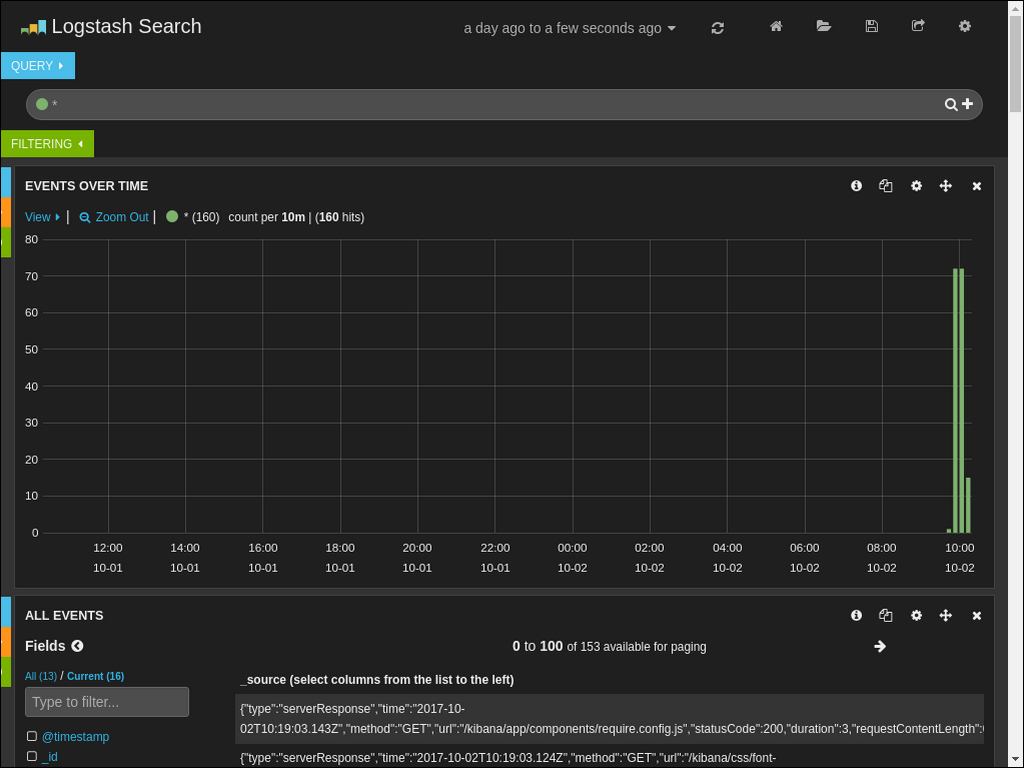 Logstash Search
a day ago to a few seconds ago
QUERY
*
FILTERING
EVENTS OVER TIME
View | Zoom Out | * (160) count per 10m | (160 hits)
80
70
60
50
40
30
20
10
0
12:00 14:00 16:00 18:00 20:00 22:00 00:00 02:00 04:00 06:00 08:00 10:00
10-01 10-01 10-01 10-01 10-01 10-01 10-02 10-02 10-02 10-02 10-02 10-02
ALL EVENTS
Fields 0 to 100 of 153 available for paging
All (13) / Current (16)
_source (select columns from the list to the left)
Type to filter...
{"type":"serverResponse","time":"2017-10-
02T10:19:03.143Z","method":"GET","url":"/kibana/app/components/require.config.js","statusCode":200,"duration":3,"requestContentLength":
@timestamp
_id
{"type":"serverResponse","time":"2017-10-02T10:19:03.124Z","method":"GET","url":"/kibana/css/font-